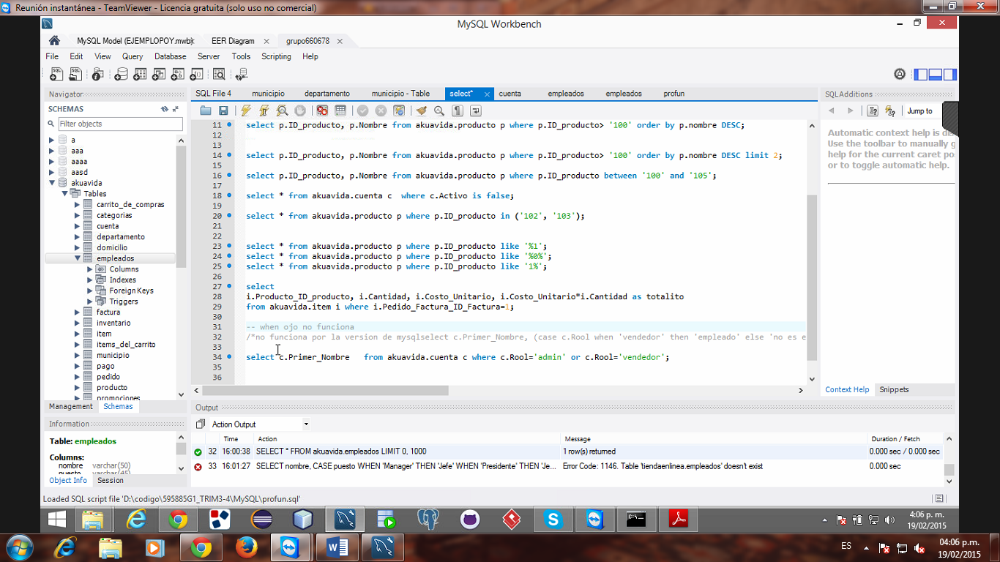 Reunión instantánea - TeamViewer - Licencia gratuita (solo uso no comercial)
MySQL Workbench
MySQL Model (EJEMPLOPOY.mwb) EER Diagram grupo660678
File Edit View Query Database Server Tools Scripting Help
Navigator
SCHEMAS
Filter objects
a
aaa
aaaa
aasd
akuavida
Tables
carrito_de_compras
categorias
cuenta
departamento
domicilio
empleados
Columns
Indexes
Foreign Keys
Triggers
factura
inventario
item
items_del_carrito
municipio
pago
pedido
producto
promociones
Management Schemas
Information
Table: empleados
Columns:
nombre varchar(50)
puesto varchar(45)
Object Info Session
SQL File 4 municipio departamento municipio - Table select* cuenta empleados empleados profun
11 select p.ID_producto, p.Nombre from akuavida.producto p where p.ID_producto> '100' order by p.nombre DESC;
12
13
14 select p.ID_producto, p.Nombre from akuavida.producto p where p.ID_producto> '100' order by p.nombre DESC limit 2;
15
16 select p.ID_producto, p.Nombre from akuavida.producto p where p.ID_producto between '100' and '105';
17
18 select * from akuavida.cuenta c  where c.Activo is false;
19
20 select * from akuavida.producto p where p.ID_producto in ('102', '103');
21
22
23 select * from akuavida.producto p where p.ID_producto like '%1';
24 select * from akuavida.producto p where p.ID_producto like '%0%';
25 select * from akuavida.producto p where p.ID_producto like '1%';
26
27 select
28 i.Producto_ID_producto, i.Cantidad, i.Costo_Unitario, i.Costo_Unitario*i.Cantidad as totalito
29 from akuavida.item i where i.Pedido_Factura_ID_Factura=1;
30
31 -- when ojo no funciona
32 /*no funciona por la version de mysqlselect c.Primer_Nombre, (case c.Rool when 'vendedor' then 'empleado' else 'no es e
33
34 select c.Primer_Nombre   from akuavida.cuenta c where c.Rool='admin' or c.Rool='vendedor';
35
36
SQLAdditions
Jump to
Automatic context help is dis
Use the toolbar to manually g
help for the current caret pos
or to toggle automatic help.
Context Help Snippets
Output
Action Output
Time Action Message Duration / Fetch
32 16:00:38 SELECT * FROM akuavida.empleados LIMIT 0, 1000 1 row(s) returned 0.000 sec / 0.000 sec
33 16:01:27 SELECT nombre, CASE puesto WHEN 'Manager' THEN 'Jefe' WHEN 'Presidente' THEN 'Je... Error Code: 1146. Table 'tiendaenlinea.empleados' doesn't exist 0.000 sec
Loaded SQL script file 'D:\codigo\595885G1_TRIM3-4\MySQL\profun.sql'
4:06 p. m.
19/02/2015
ES
04:06 p.m.
19/02/2015